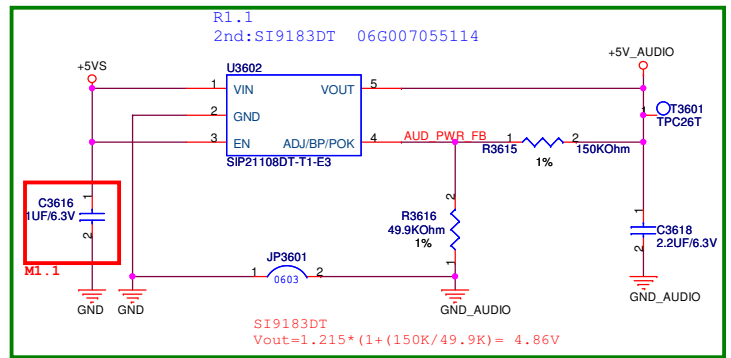 R1.1
2nd:SI9183DT 06G007055114
+5VS
+5V_AUDIO
U3602
1 VIN VOUT 5
2 GND
3 EN ADJ/BP/POK 4
SIP21108DT-T1-E3
AUD_PWR_FB
1 2
R3615 150KOhm
1%
1
T3601
TPC26T
C3616
1UF/6.3V
1
2
M1.1
R3616
49.9KOhm
1%
2
1
C3618
2.2UF/6.3V
1
2
JP3601
1 2
0603
GND GND GND_AUDIO GND_AUDIO
SI9183DT
Vout=1.215*(1+(150K/49.9K)= 4.86V